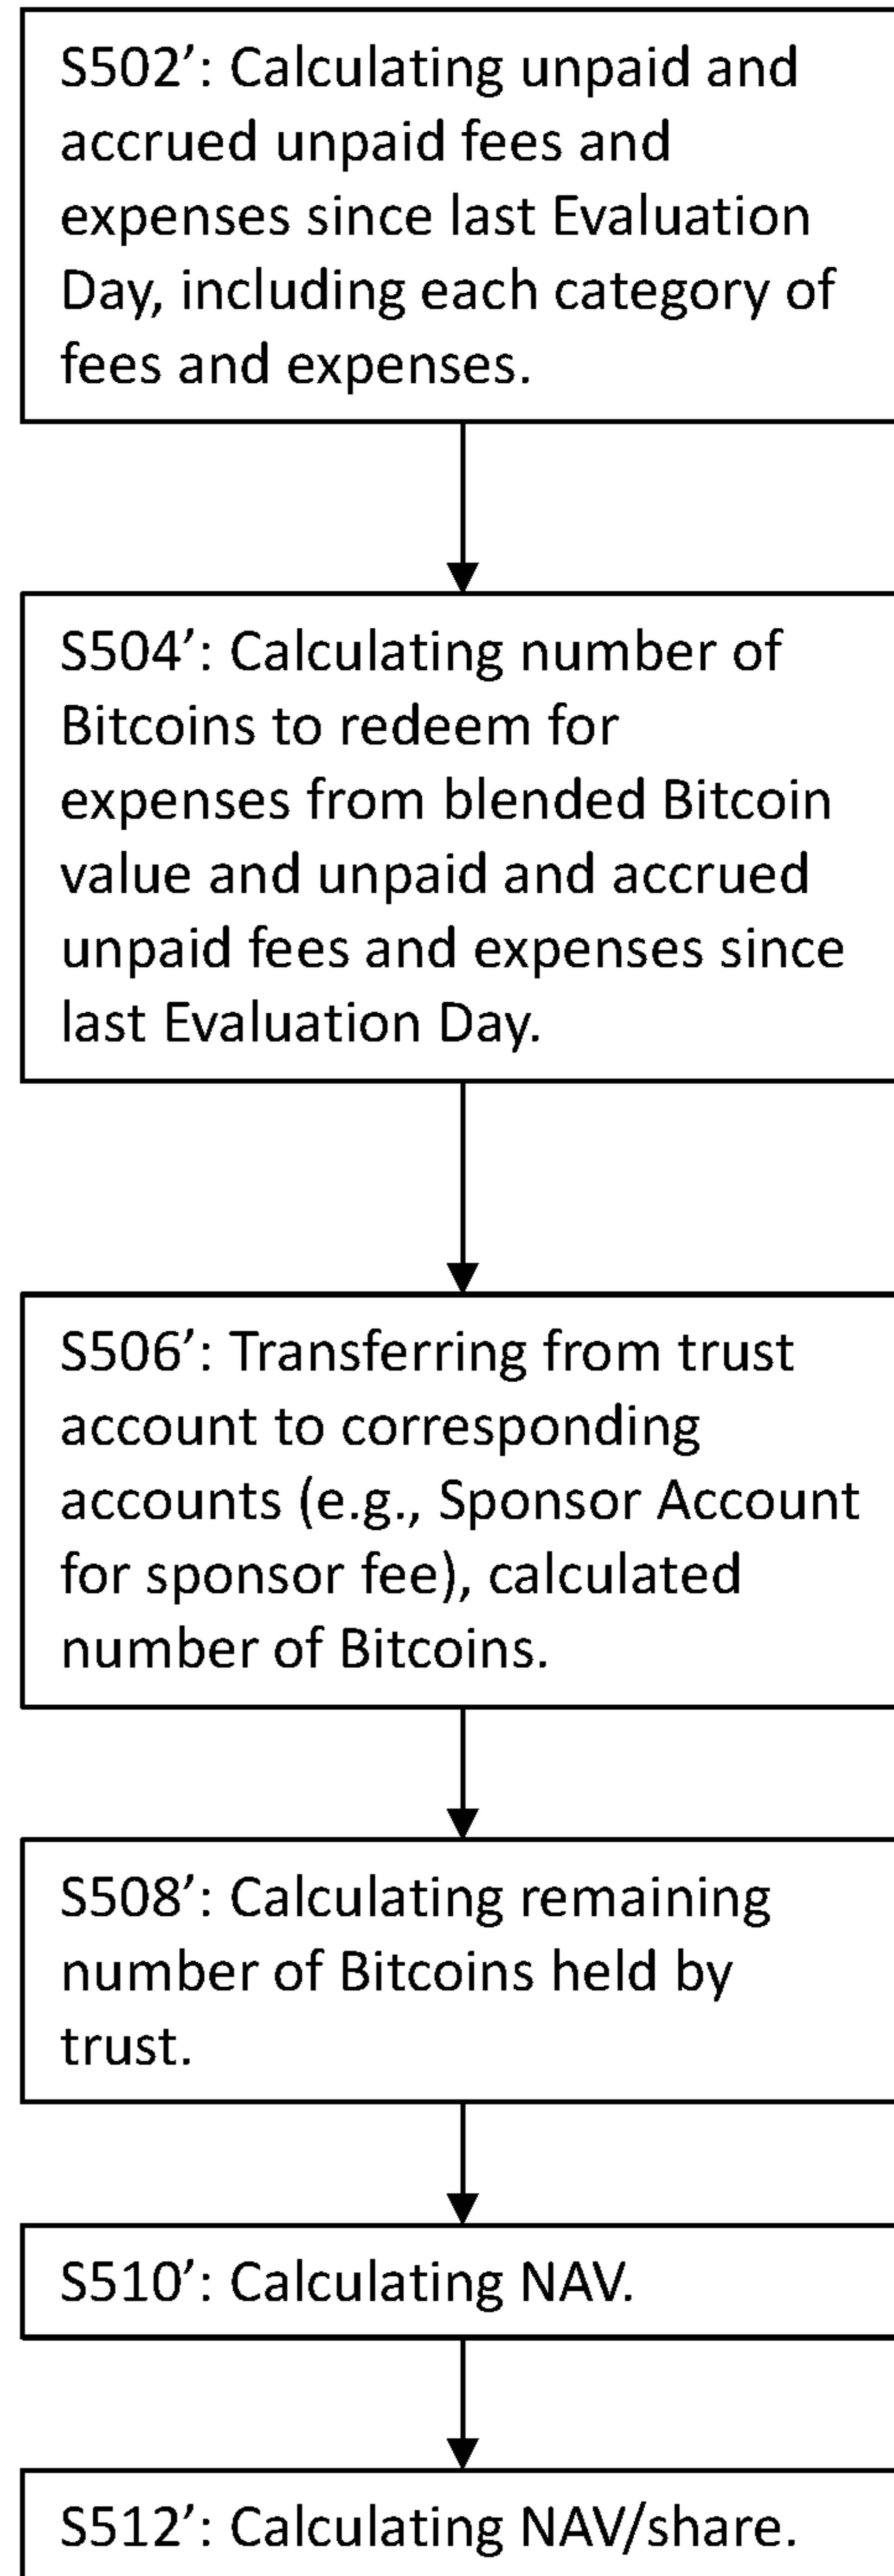 S502’: Calculating unpaid and
accrued unpaid fees and
expenses since last Evaluation
Day, including each category of
fees and expenses.
S504’: Calculating number of
Bitcoins to redeem for
expenses from blended Bitcoin
value and unpaid and accrued
unpaid fees and expenses since
last Evaluation Day.
S506’: Transferring from trust
account to corresponding
accounts (e.g., Sponsor Account
for sponsor fee), calculated
number of Bitcoins.
S508’: Calculating remaining
number of Bitcoins held by
trust.
S510’: Calculating NAV.
S512’: Calculating NAV/share.